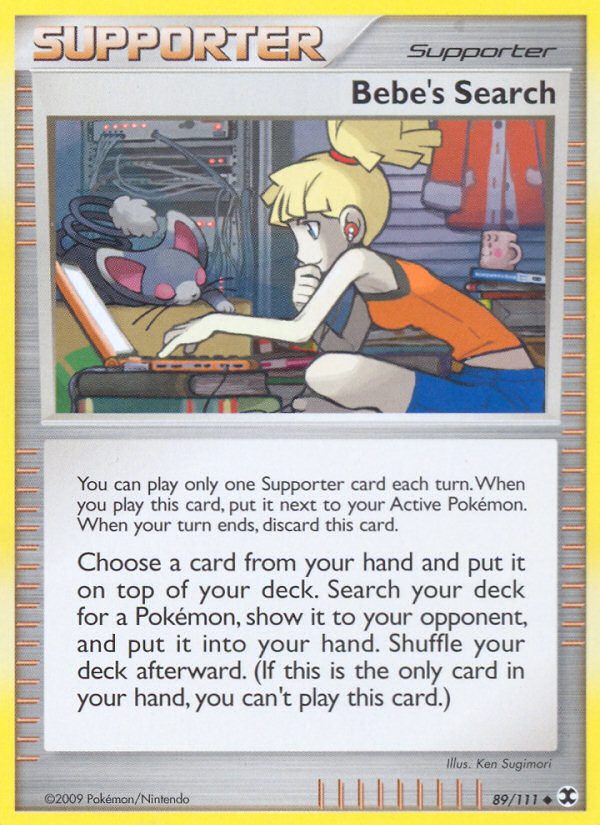 SUPPORTER
Supporter
Bebe's Search
You can play only one Supporter card each turn. When
you play this card, put it next to your Active Pokémon.
When your turn ends, discard this card.
Choose a card from your hand and put it
on top of your deck. Search your deck
for a Pokémon, show it to your opponent,
and put it into your hand. Shuffle your
deck afterward. (If this is the only card in
your hand, you can't play this card.)
Illus. Ken Sugimori
©2009 Pokémon/Nintendo
89/111